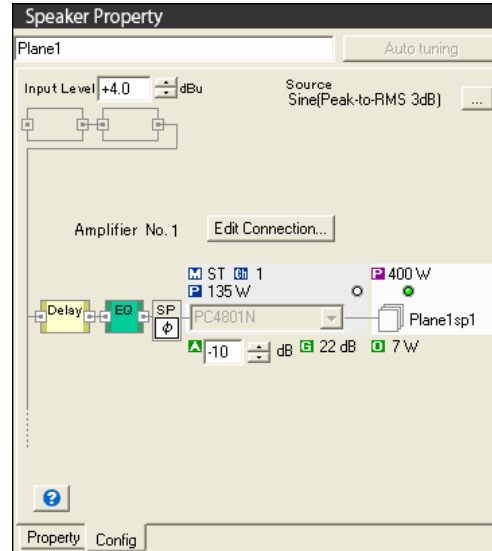 Speaker Property
Plane1
Auto tuning
Input Level +4.0 dBu
Source
Sine(Peak-to-RMS 3dB) ...
Amplifier No. 1 Edit Connection...
M ST Ch 1
P 135 W
P 400 W
Delay EQ SP
ϕ
PC4801N
Plane1sp1
A -10 dB G 22 dB O 7 W
?
Property Config